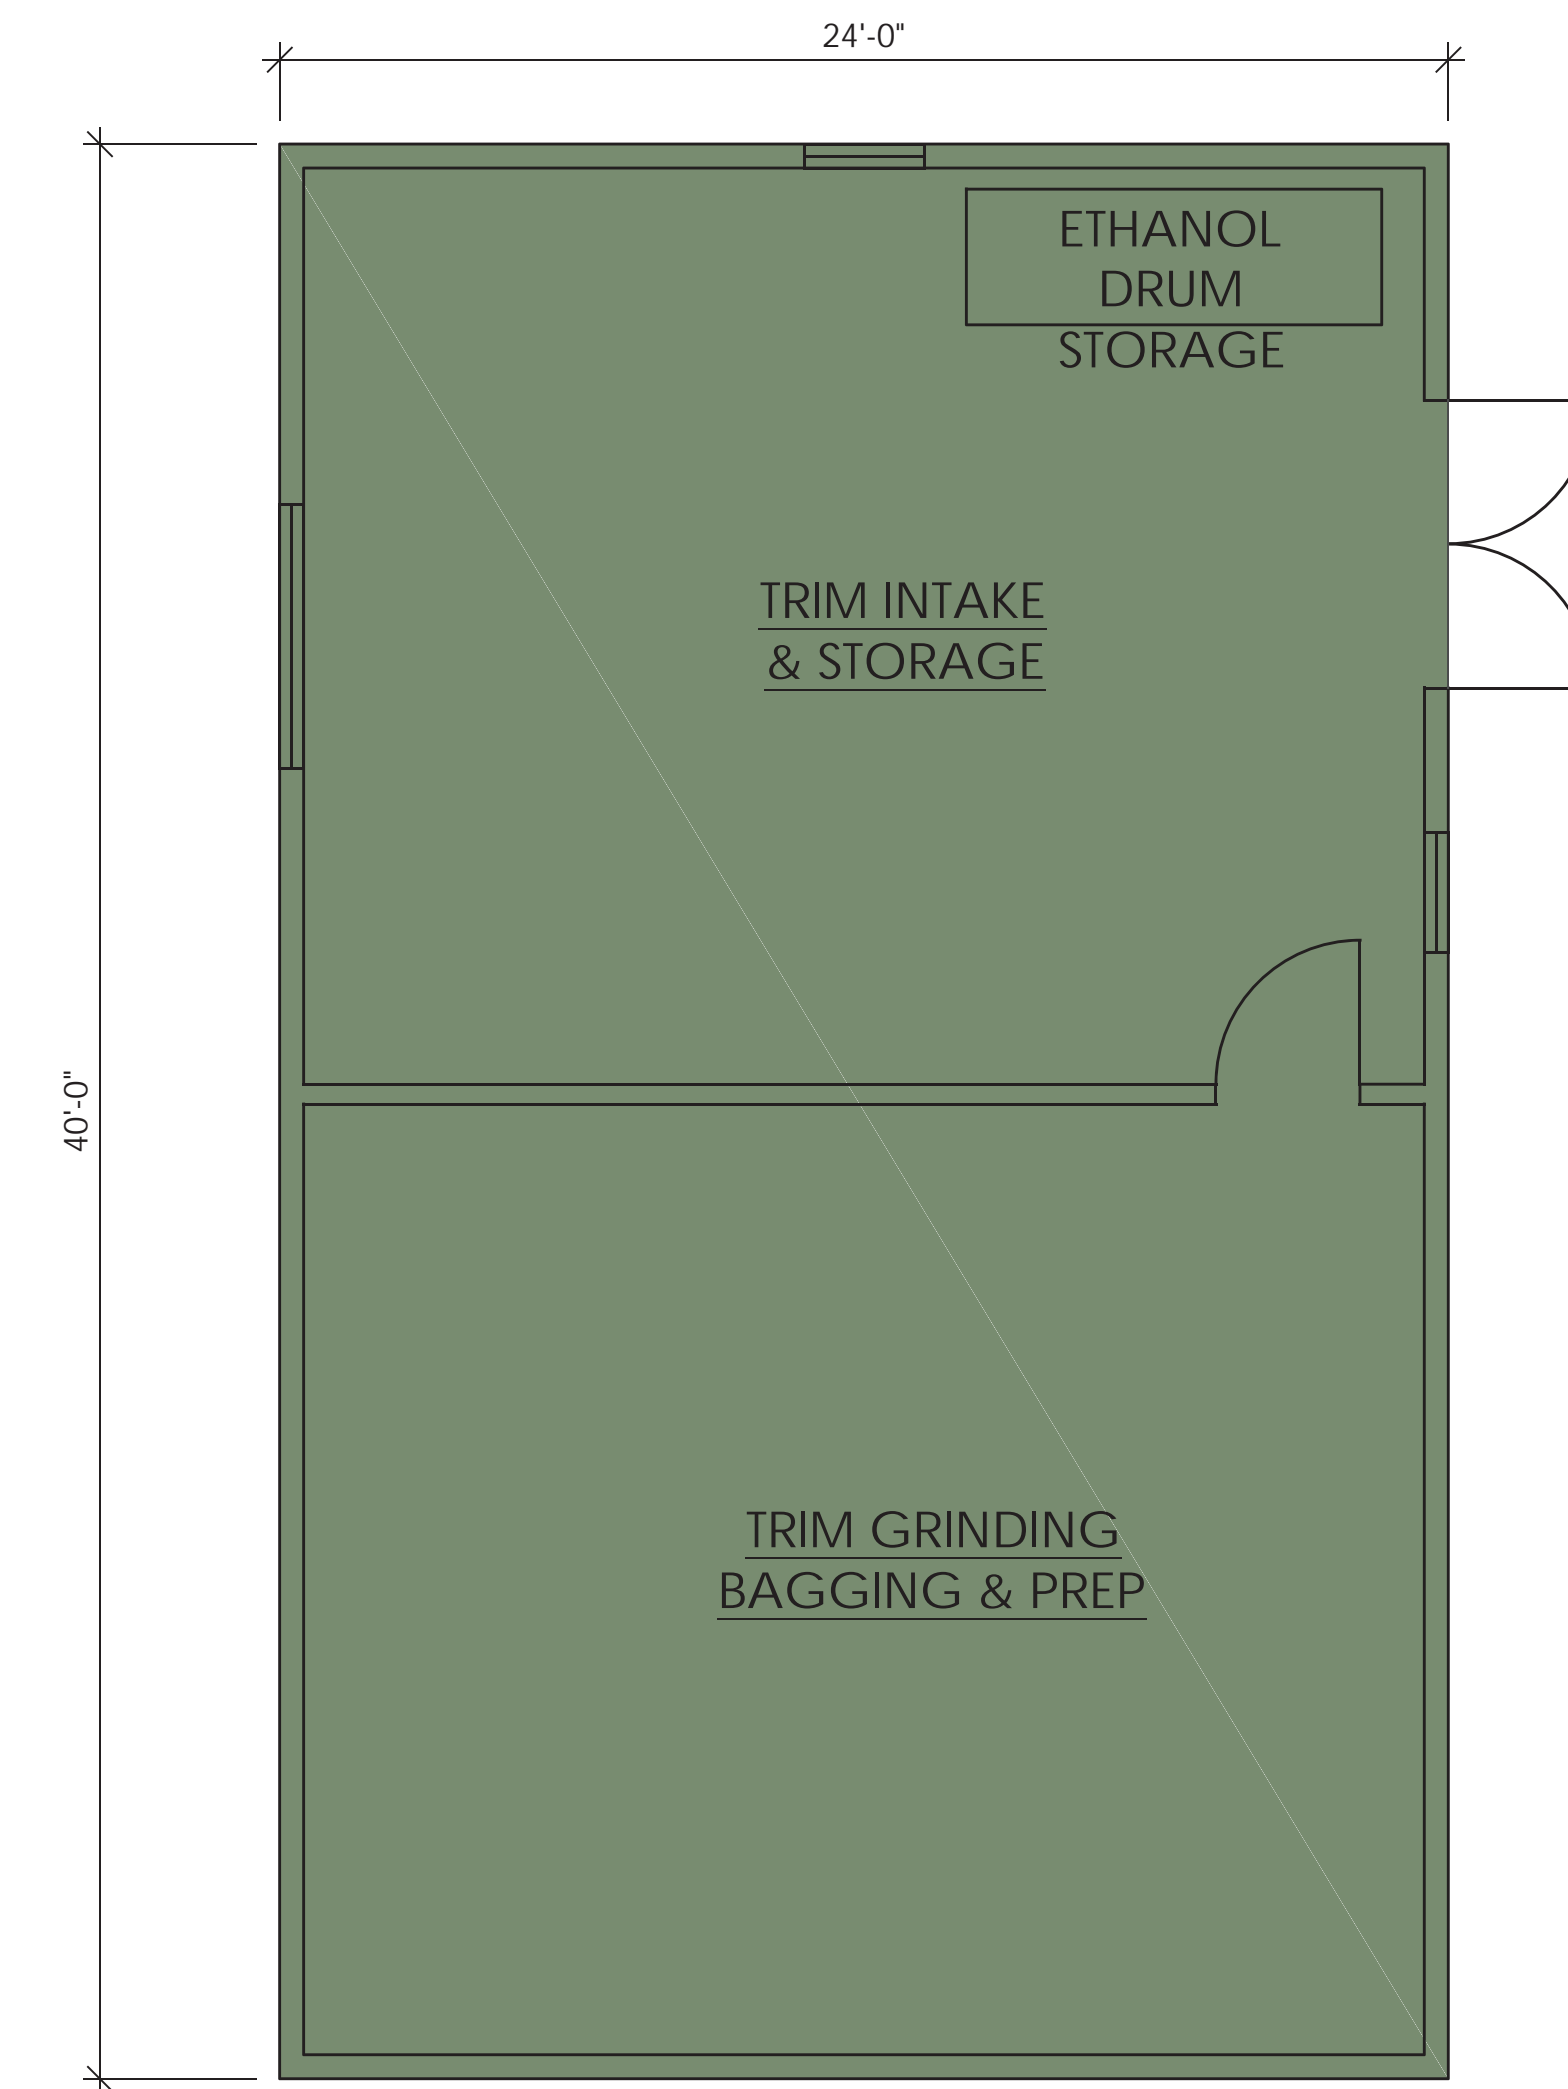 24'-0"
ETHANOL
DRUM
STORAGE
TRIM INTAKE
& STORAGE
40'-0"
TRIM GRINDING
BAGGING & PREP